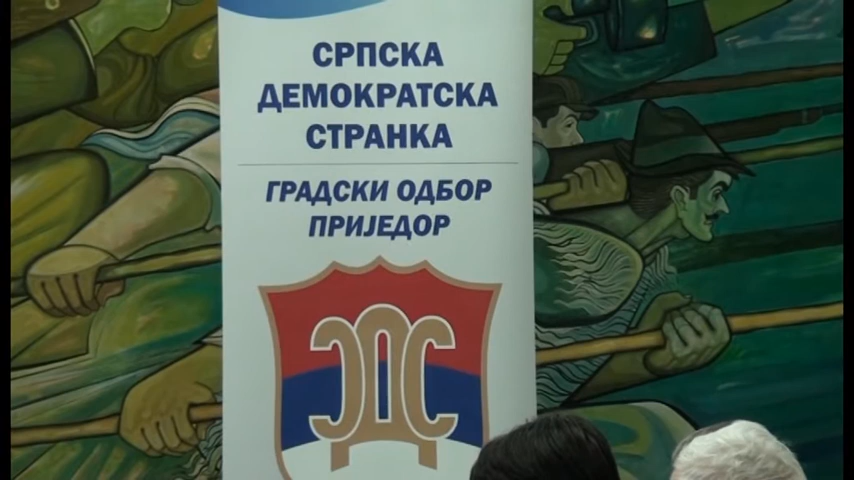 СРПСКА
ДЕМОКРАТСКА
СТРАНКА
ГРАДСКИ ОДБОР
ПРИЈЕДОР
СДС